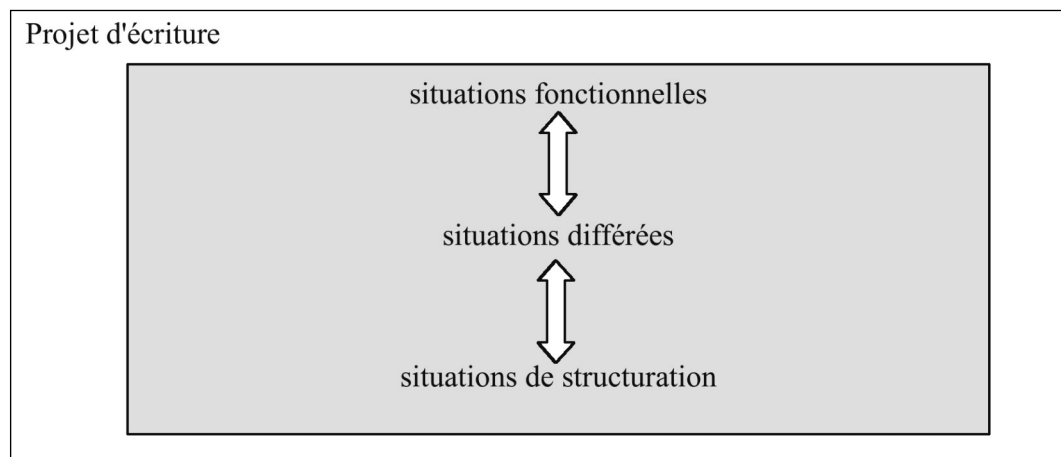 Projet d'écriture
situations fonctionnelles
situations différées
situations de structuration